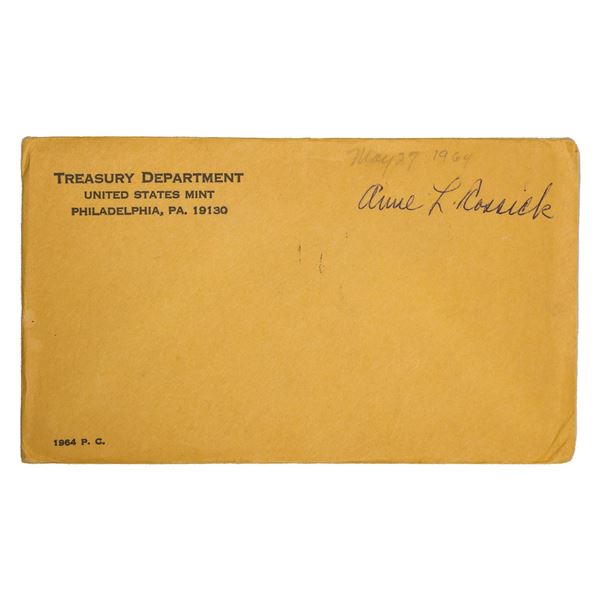 TREASURY DEPARTMENT
UNITED STATES MINT
PHILADELPHIA, PA. 19130
May 27 1964
Anne L. Rossick
1964 P. C.